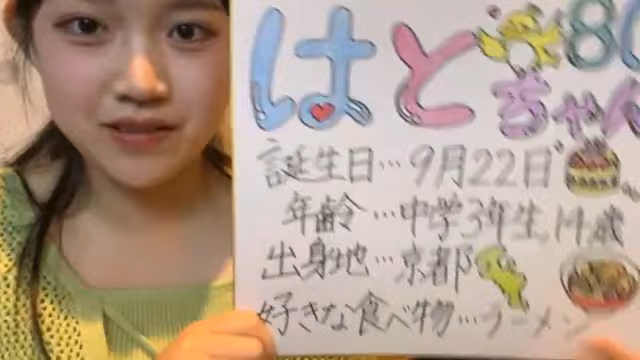 はとちゃん
誕生日…9月22日
年齢…中学3年生、14歳
出身地…京都
好きな食べ物…ラーメン